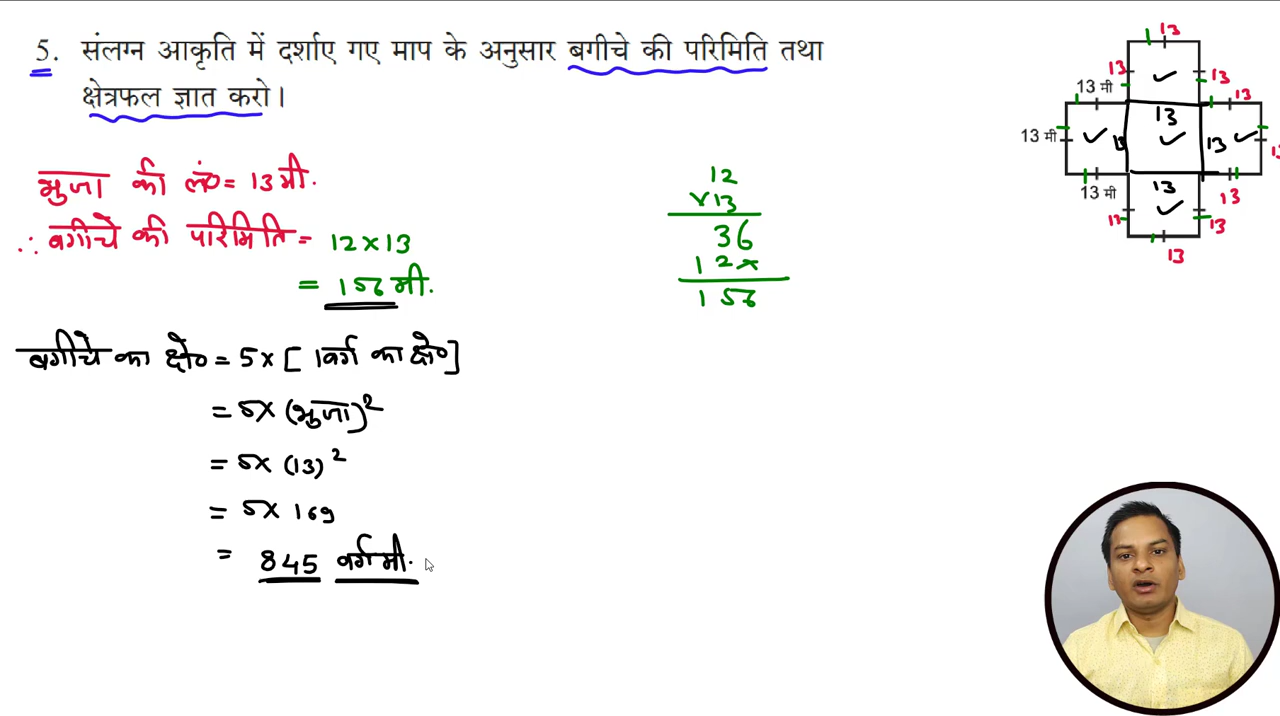 5. संलग्न आकृति में दर्शाए गए माप के अनुसार बगीचे की परिमिति तथा
क्षेत्रफल ज्ञात करो।
भुजा की लं० = 13 मी.
∴ बगीचे की परिमिति = 12 × 13
= 156 मी.
बगीचे का क्षे० = 5 × [ 1 वर्ग का क्षे० ]
= 5 × (भुजा)²
= 5 × (13)²
= 5 × 169
= 845 वर्ग मी.
12
× 13
36
12×
156
13
13 13
13 मी 13
13
13 मी 13 13 13
13 मी 13 13
13 13
13